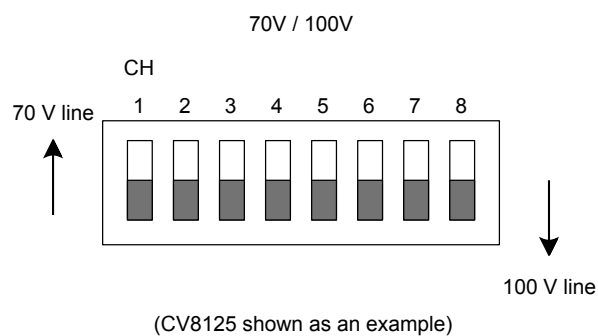 70V / 100V
CH
70 V line
1 2 3 4 5 6 7 8
100 V line
(CV8125 shown as an example)